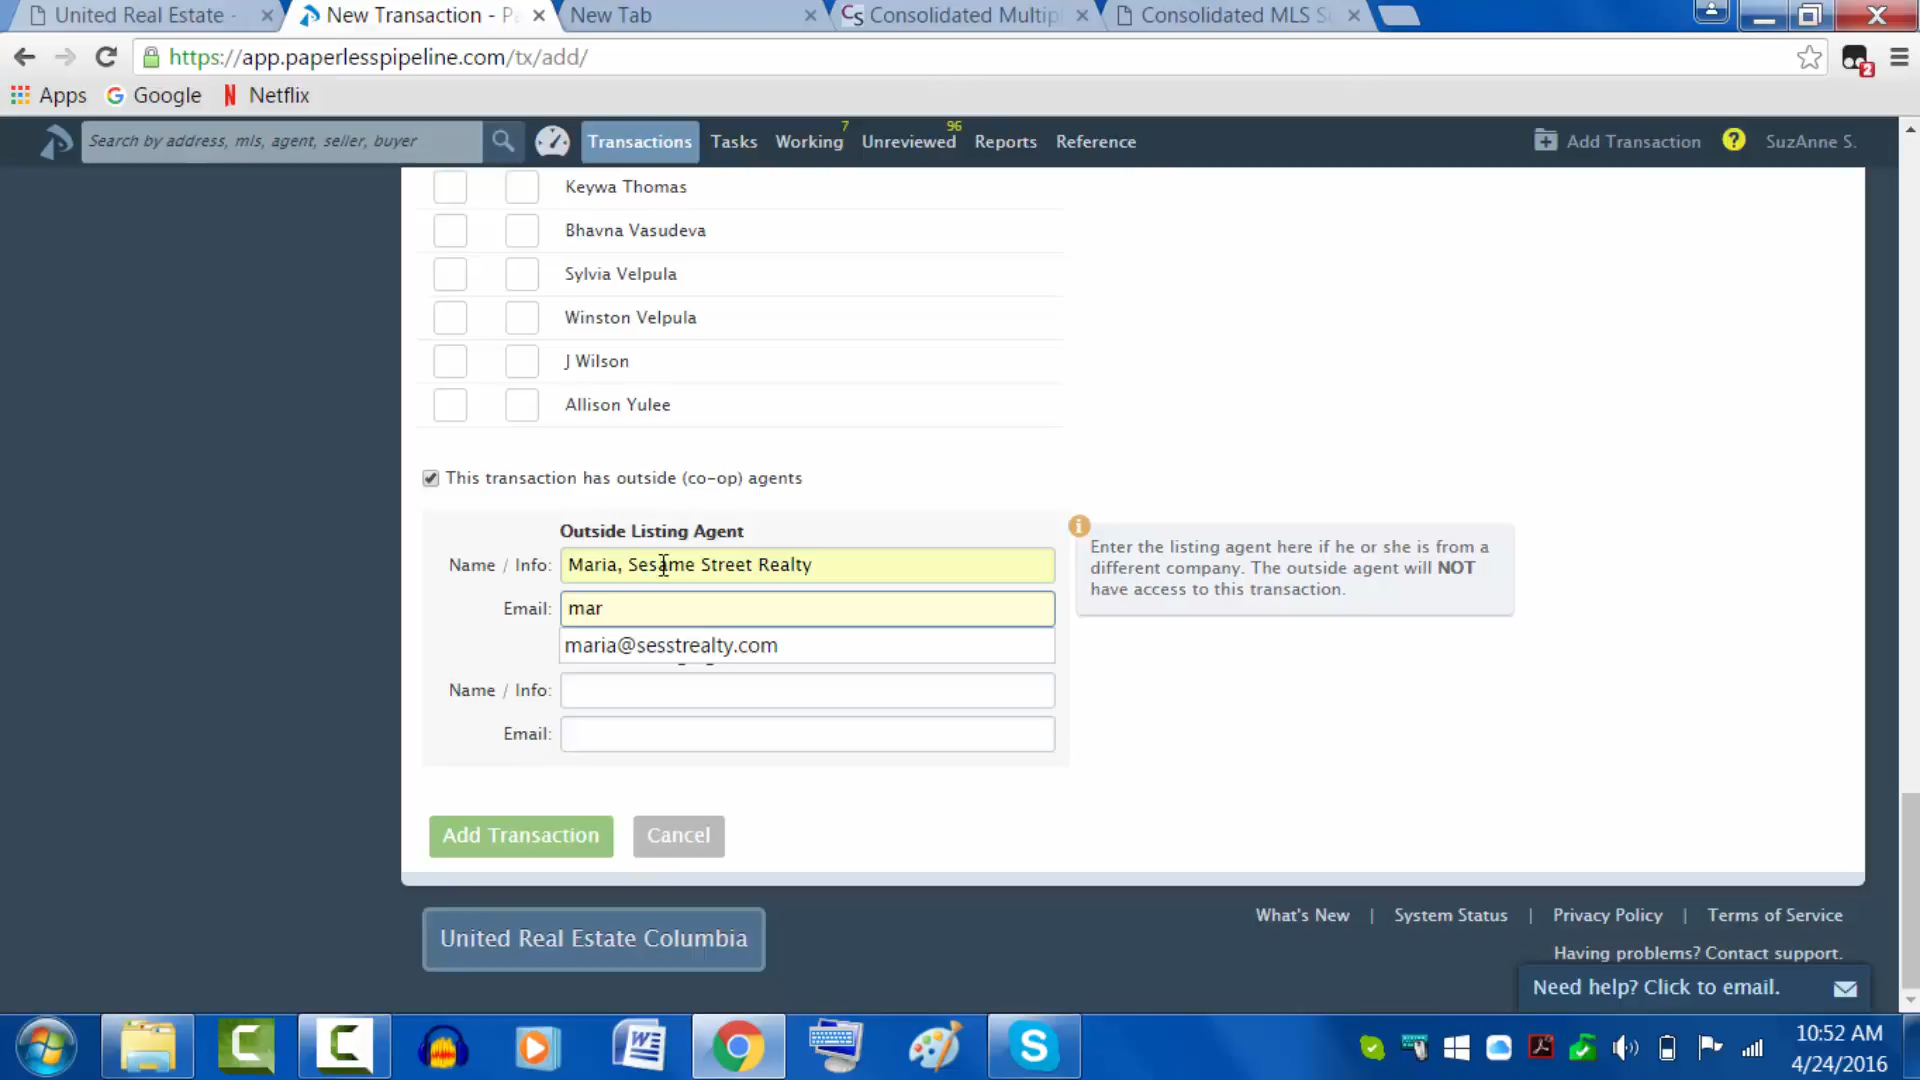 United Real Estate -
New Transaction - P
New Tab
Consolidated Multip
Consolidated MLS S
https://app.paperlesspipeline.com/tx/add/
2
Apps
Google
Netflix
Search by address, mls, agent, seller, buyer
Transactions
Tasks
Working 7
Unreviewed 96
Reports
Reference
Add Transaction
?
SuzAnne S.
Keywa Thomas
Bhavna Vasudeva
Sylvia Velpula
Winston Velpula
J Wilson
Allison Yulee
This transaction has outside (co-op) agents
Outside Listing Agent
Name / Info: Maria, Sesame Street Realty
Email: mar
maria@sesstrealty.com
Name / Info:
Email:
Enter the listing agent here if he or she is from a
different company. The outside agent will NOT
have access to this transaction.
Add Transaction
Cancel
United Real Estate Columbia
What's New | System Status | Privacy Policy | Terms of Service
Having problems? Contact support.
Need help? Click to email.
10:52 AM
4/24/2016